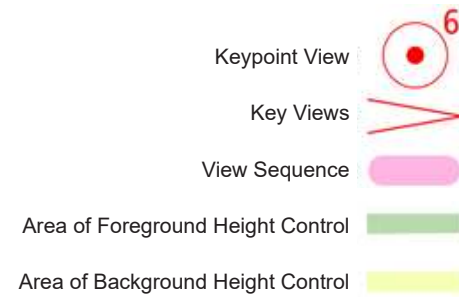 6
Keypoint View
Key Views
View Sequence
Area of Foreground Height Control
Area of Background Height Control